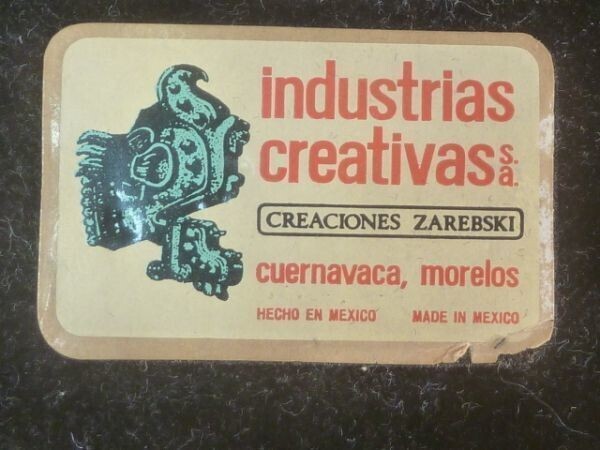 industrias
creativas s.a.
CREACIONES ZAREBSKI
cuernavaca, morelos
HECHO EN MEXICO MADE IN MEXICO